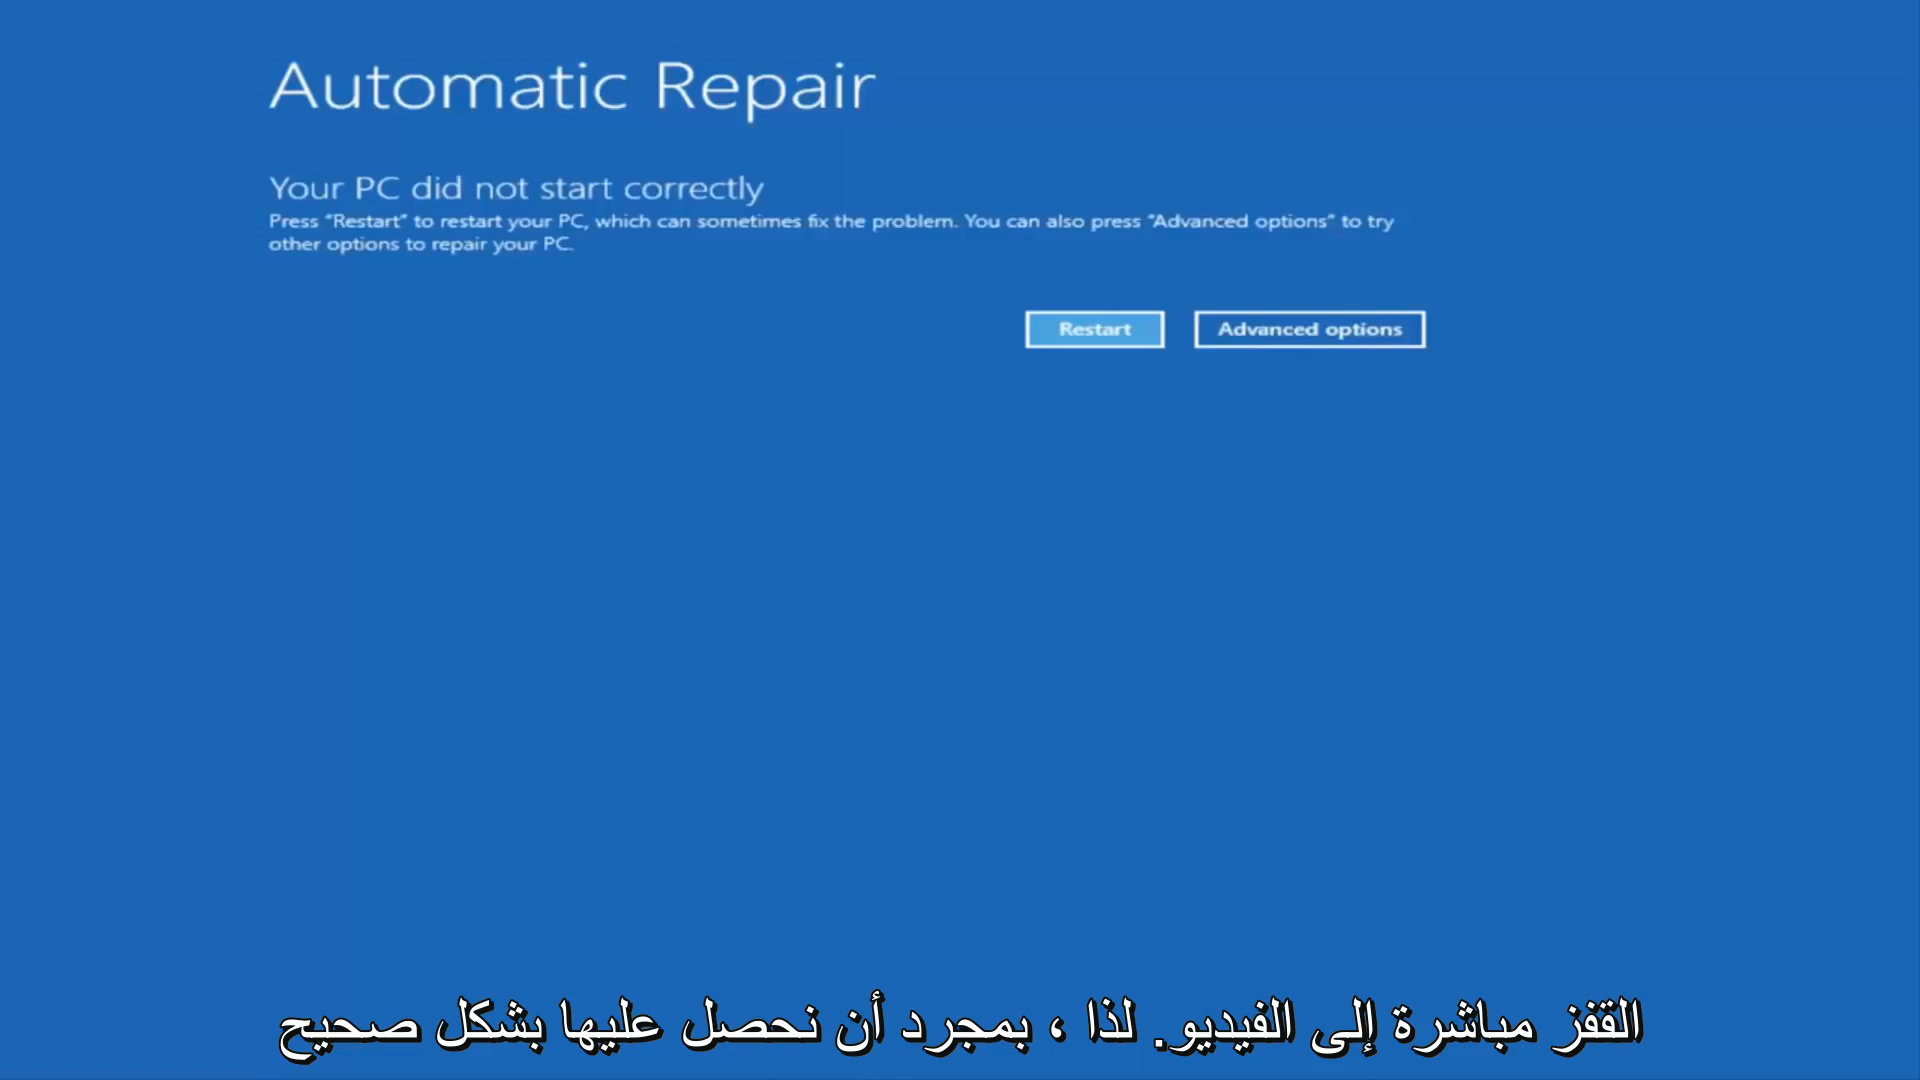 Automatic Repair
Your PC did not start correctly
Press "Restart" to restart your PC, which can sometimes fix the problem. You can also press "Advanced options" to try
other options to repair your PC.
Restart
Advanced options
القفز مباشرة إلى الفيديو. لذا ، بمجرد أن نحصل عليها بشكل صحيح